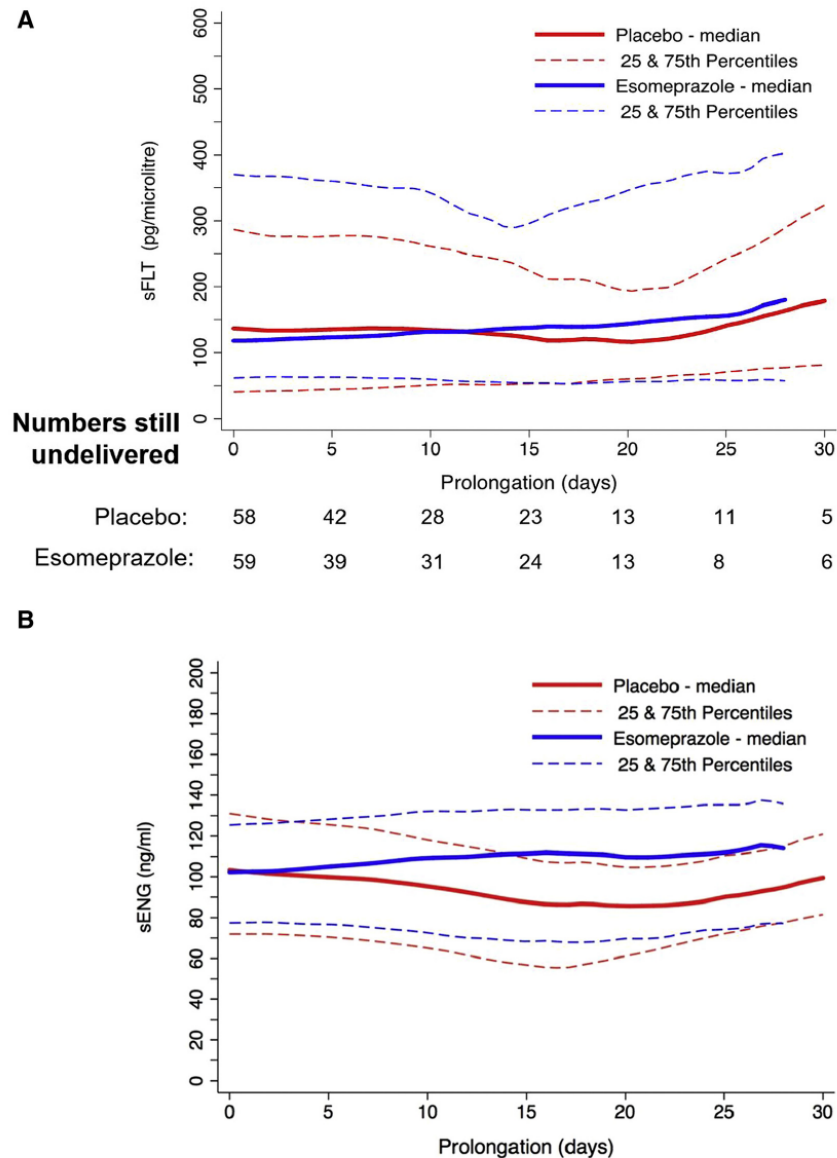 A
Placebo - median
25 & 75th Percentiles
Esomeprazole - median
25 & 75th Percentiles
sFLT (pg/microlitre)
600
500
400
300
200
100
0
0 5 10 15 20 25 30
Prolongation (days)
Numbers still
undelivered
Placebo: 58 42 28 23 13 11 5
Esomeprazole: 59 39 31 24 13 8 6
B
Placebo - median
25 & 75th Percentiles
Esomeprazole - median
25 & 75th Percentiles
sENG (ng/ml)
200
180
160
140
120
100
80
60
40
20
0
0 5 10 15 20 25 30
Prolongation (days)